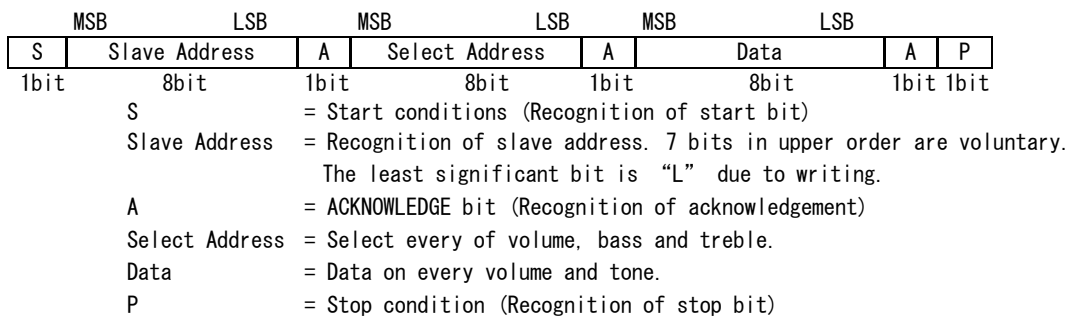 MSB LSB MSB LSB MSB LSB
S Slave Address A Select Address A Data A P
1bit 8bit 1bit 8bit 1bit 8bit 1bit 1bit
S = Start conditions (Recognition of start bit)
Slave Address = Recognition of slave address. 7 bits in upper order are voluntary.
The least significant bit is “L” due to writing.
A = ACKNOWLEDGE bit (Recognition of acknowledgement)
Select Address = Select every of volume, bass and treble.
Data = Data on every volume and tone.
P = Stop condition (Recognition of stop bit)